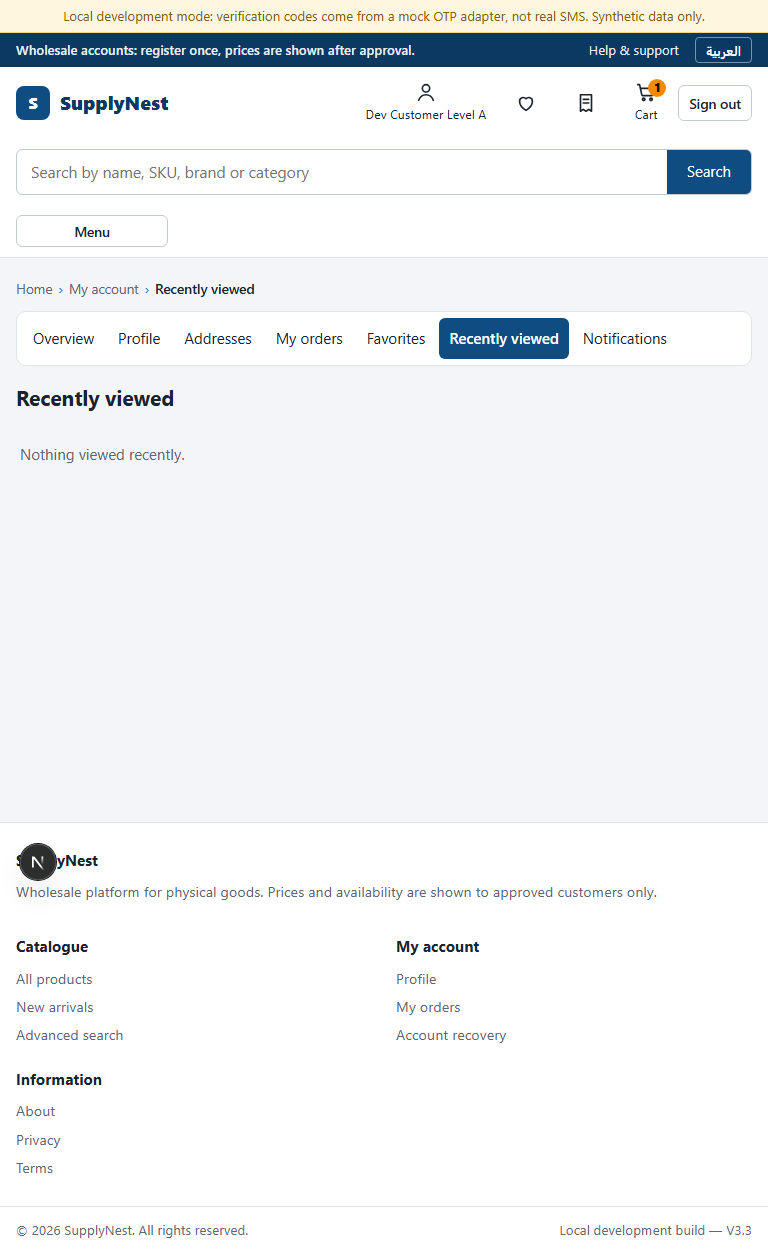 Local development mode: verification codes come from a mock OTP adapter, not real SMS. Synthetic data only.
Wholesale accounts: register once, prices are shown after approval.
Help & support
العربية
S
SupplyNest
Dev Customer Level A
1
Cart
Sign out
Search by name, SKU, brand or category
Search
Menu
Home › My account › Recently viewed
Overview
Profile
Addresses
My orders
Favorites
Recently viewed
Notifications
Recently viewed
Nothing viewed recently.
N
yNest
Wholesale platform for physical goods. Prices and availability are shown to approved customers only.
Catalogue
All products
New arrivals
Advanced search
My account
Profile
My orders
Account recovery
Information
About
Privacy
Terms
© 2026 SupplyNest. All rights reserved.
Local development build — V3.3